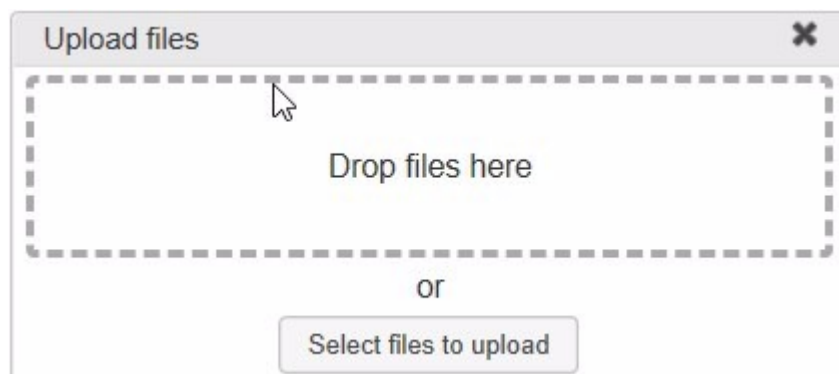 Upload files
Drop files here
or
Select files to upload